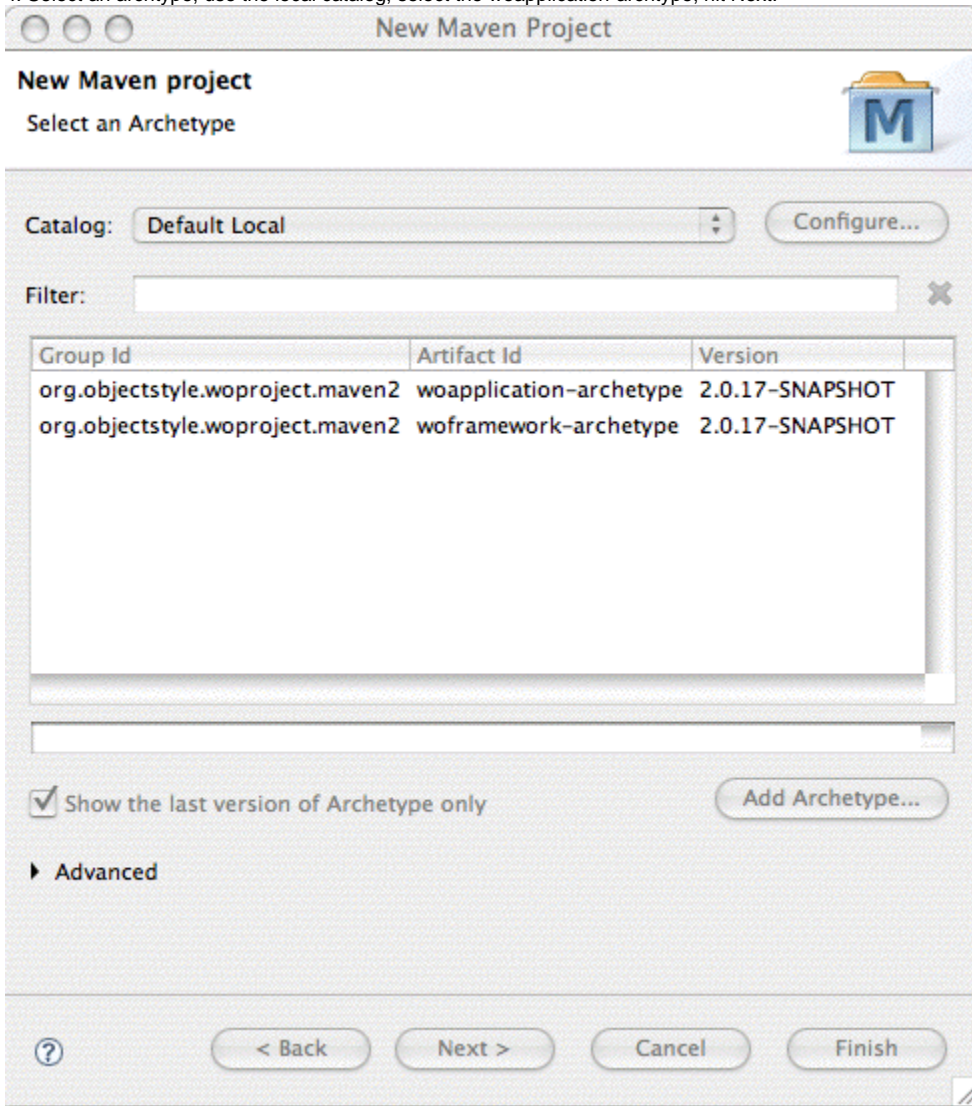 New Maven Project
New Maven project
Select an Archetype
M
Catalog: Default Local Configure...
Filter:
Group Id Artifact Id Version
org.objectstyle.woproject.maven2 woapplication-archetype 2.0.17-SNAPSHOT
org.objectstyle.woproject.maven2 woframework-archetype 2.0.17-SNAPSHOT
Show the last version of Archetype only Add Archetype...
Advanced
? < Back Next > Cancel Finish